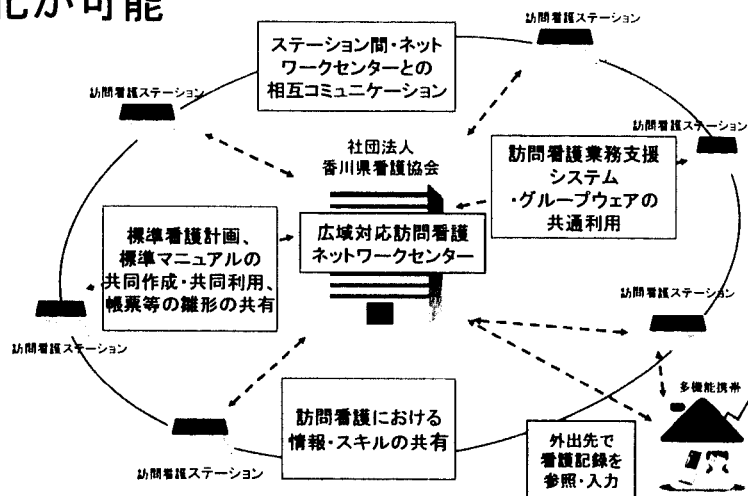 化が可能
訪問看護ステーション
ステーション間・ネット
ワークセンターとの
相互コミュニケーション
訪問看護ステーション
訪問看護ステーション
社団法人
香川県看護協会
訪問看護業務支援
システム
・グループウェアの
共通利用
広域対応訪問看護
ネットワークセンター
標準看護計画、
標準マニュアルの
共同作成・共同利用、
帳票等の雛形の共有
訪問看護ステーション
訪問看護ステーション
多機能携帯
訪問看護における
情報・スキルの共有
外出先で
看護記録を
参照・入力
訪問看護ステーション